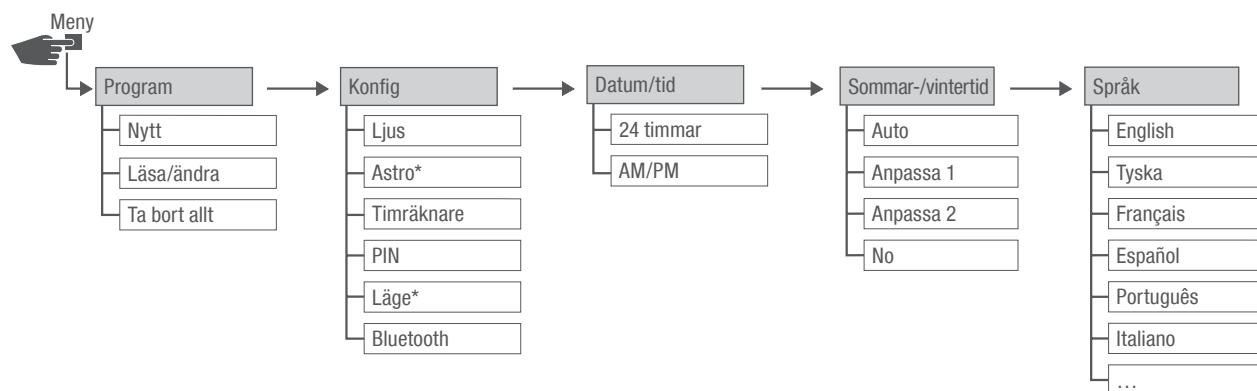 Meny
Program
Nytt
Läsa/ändra
Ta bort allt
Konfig
Ljus
Astro*
Timräknare
PIN
Läge*
Bluetooth
Datum/tid
24 timmar
AM/PM
Sommar-/vintertid
Auto
Anpassa 1
Anpassa 2
No
Språk
English
Tyska
Français
Español
Português
Italiano
…